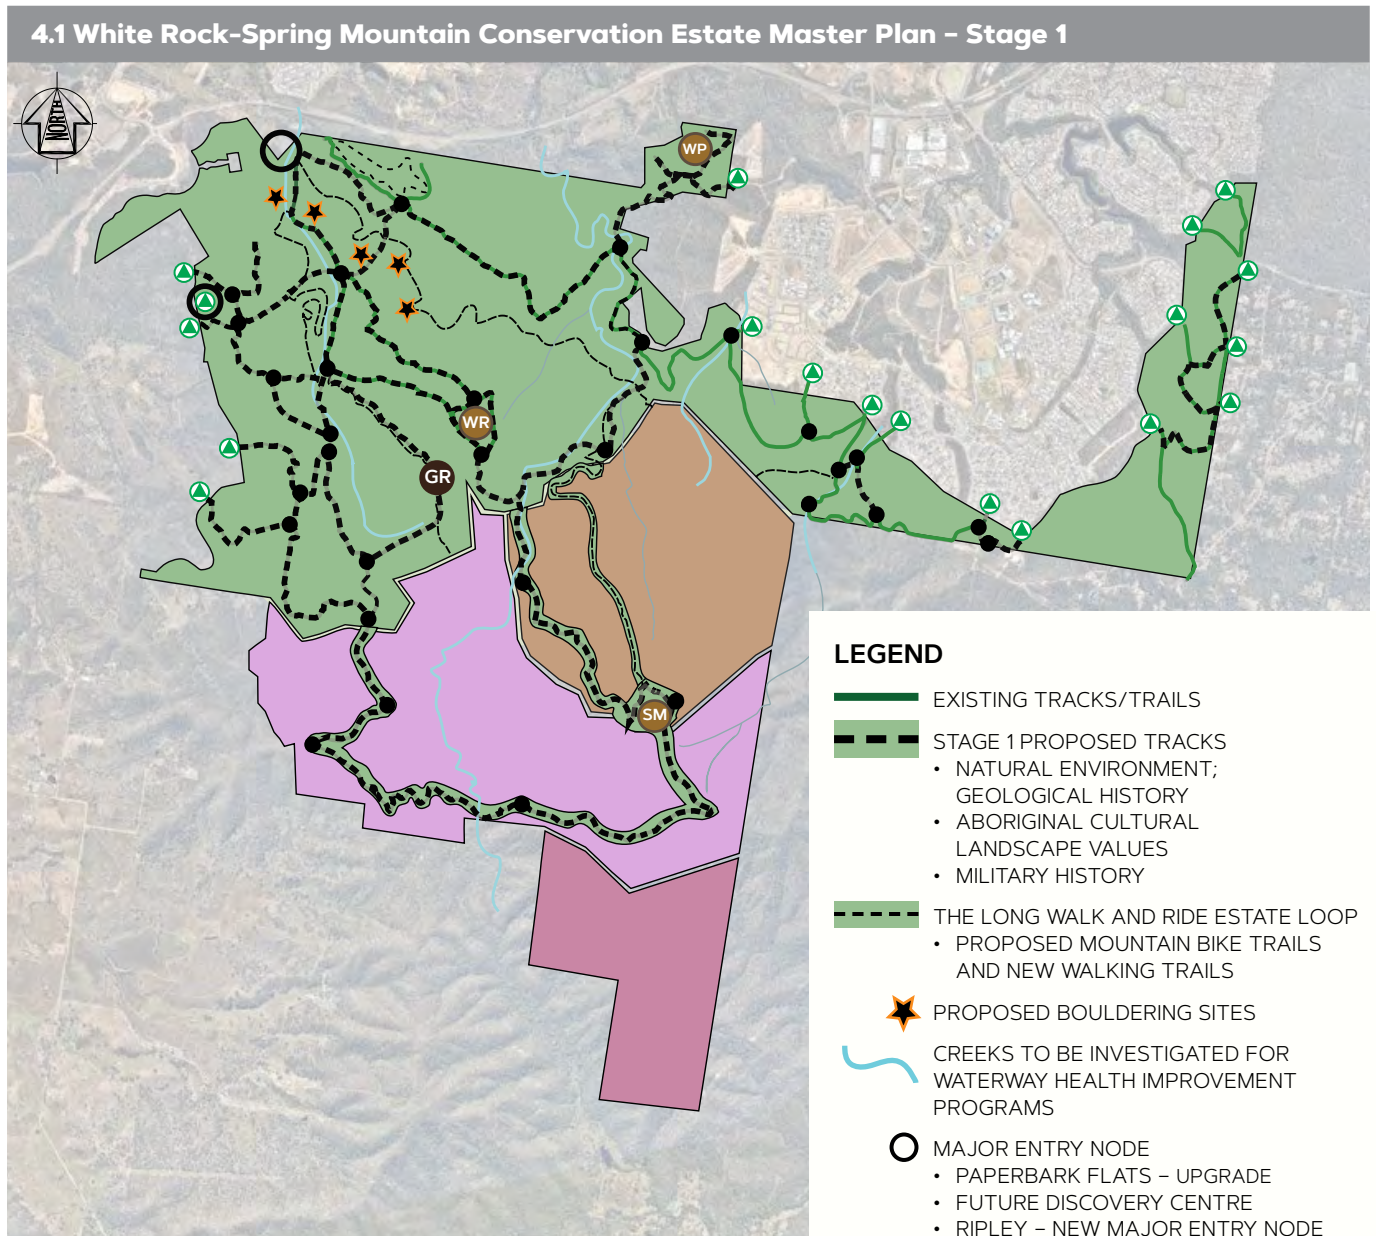 4.1 White Rock-Spring Mountain Conservation Estate Master Plan – Stage 1
NORTH
WP
WR
GR
SM
LEGEND
EXISTING TRACKS/TRAILS
STAGE 1 PROPOSED TRACKS
• NATURAL ENVIRONMENT;
GEOLOGICAL HISTORY
• ABORIGINAL CULTURAL
LANDSCAPE VALUES
• MILITARY HISTORY
THE LONG WALK AND RIDE ESTATE LOOP
• PROPOSED MOUNTAIN BIKE TRAILS
AND NEW WALKING TRAILS
PROPOSED BOULDERING SITES
CREEKS TO BE INVESTIGATED FOR
WATERWAY HEALTH IMPROVEMENT
PROGRAMS
MAJOR ENTRY NODE
• PAPERBARK FLATS – UPGRADE
• FUTURE DISCOVERY CENTRE
• RIPLEY – NEW MAJOR ENTRY NODE